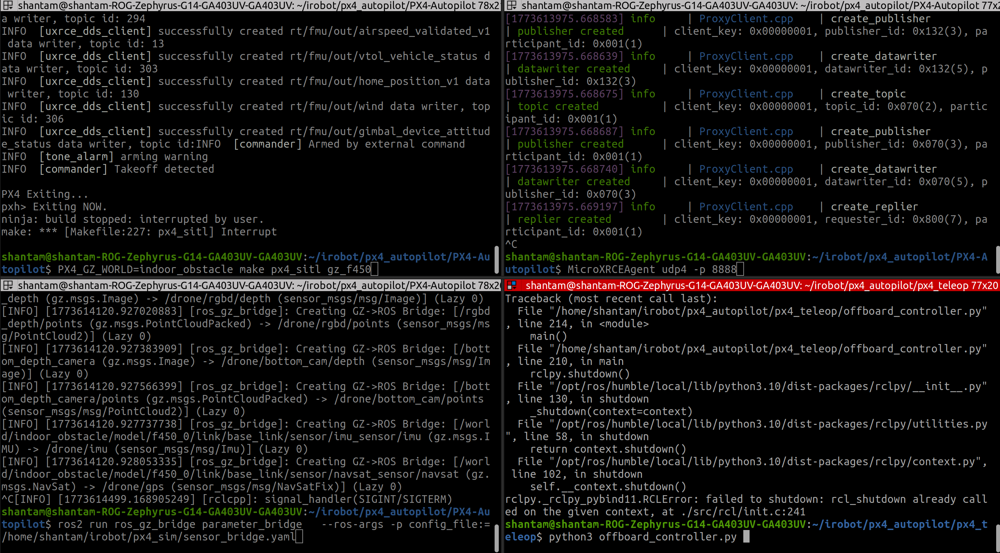 shantam@shantam-ROG-Zephyrus-G14-GA403UV-GA403UV: ~/irobot/px4_autopilot/PX4-Autopilot 78x2
a writer, topic id: 294
INFO  [uxrce_dds_client] successfully created rt/fmu/out/airspeed_validated_v1
 data writer, topic id: 13
INFO  [uxrce_dds_client] successfully created rt/fmu/out/vtol_vehicle_status d
ata writer, topic id: 303
INFO  [uxrce_dds_client] successfully created rt/fmu/out/home_position_v1 data
 writer, topic id: 130
INFO  [uxrce_dds_client] successfully created rt/fmu/out/wind data writer, top
ic id: 306
INFO  [uxrce_dds_client] successfully created rt/fmu/out/gimbal_device_attitud
e_status data writer, topic id:INFO  [commander] Armed by external command
INFO  [tone_alarm] arming warning
INFO  [commander] Takeoff detected
PX4 Exiting...
pxh> Exiting NOW.
ninja: build stopped: interrupted by user.
make: *** [Makefile:227: px4_sitl] Interrupt
shantam@shantam-ROG-Zephyrus-G14-GA403UV-GA403UV:~/irobot/px4_autopilot/PX4-Au
topilot$ PX4_GZ_WORLD=indoor_obstacle make px4_sitl gz_f450
shantam@shantam-ROG-Zephyrus-G14-GA403UV-GA403UV: ~/irobot/px4_autopilot/PX4-Autopilot 77x2
[1773613975.668583] info     | ProxyClient.cpp    | create_publisher
| publisher created      | client_key: 0x00000001, publisher_id: 0x132(3), pa
rticipant_id: 0x001(1)
[1773613975.668639] info     | ProxyClient.cpp    | create_datawriter
| datawriter created     | client_key: 0x00000001, datawriter_id: 0x132(5), p
ublisher_id: 0x132(3)
[1773613975.668675] info     | ProxyClient.cpp    | create_topic
| topic created          | client_key: 0x00000001, topic_id: 0x070(2), partic
ipant_id: 0x001(1)
[1773613975.668687] info     | ProxyClient.cpp    | create_publisher
| publisher created      | client_key: 0x00000001, publisher_id: 0x070(3), pa
rticipant_id: 0x001(1)
[1773613975.668740] info     | ProxyClient.cpp    | create_datawriter
| datawriter created     | client_key: 0x00000001, datawriter_id: 0x070(5), p
ublisher_id: 0x070(3)
[1773613975.669197] info     | ProxyClient.cpp    | create_replier
| replier created        | client_key: 0x00000001, requester_id: 0x800(7), pa
rticipant_id: 0x001(1)
^C
shantam@shantam-ROG-Zephyrus-G14-GA403UV-GA403UV:~/irobot/px4_autopilot/PX4-A
utopilot$ MicroXRCEAgent udp4 -p 8888
shantam@shantam-ROG-Zephyrus-G14-GA403UV-GA403UV: ~/irobot/px4_autopilot/PX4-Autopilot 78x20
_depth (gz.msgs.Image) -> /drone/rgbd/depth (sensor_msgs/msg/Image)] (Lazy 0)
[INFO] [1773614120.927020883] [ros_gz_bridge]: Creating GZ->ROS Bridge: [/rgbd
_depth/points (gz.msgs.PointCloudPacked) -> /drone/rgbd/points (sensor_msgs/ms
g/PointCloud2)] (Lazy 0)
[INFO] [1773614120.927383909] [ros_gz_bridge]: Creating GZ->ROS Bridge: [/bott
om_depth_camera (gz.msgs.Image) -> /drone/bottom_cam/depth (sensor_msgs/msg/Im
age)] (Lazy 0)
[INFO] [1773614120.927566399] [ros_gz_bridge]: Creating GZ->ROS Bridge: [/bott
om_depth_camera/points (gz.msgs.PointCloudPacked) -> /drone/bottom_cam/points
(sensor_msgs/msg/PointCloud2)] (Lazy 0)
[INFO] [1773614120.927737738] [ros_gz_bridge]: Creating GZ->ROS Bridge: [/worl
d/indoor_obstacle/model/f450_0/link/base_link/sensor/imu_sensor/imu (gz.msgs.I
MU) -> /drone/imu (sensor_msgs/msg/Imu)] (Lazy 0)
[INFO] [1773614120.928053335] [ros_gz_bridge]: Creating GZ->ROS Bridge: [/worl
d/indoor_obstacle/model/f450_0/link/base_link/sensor/navsat_sensor/navsat (gz.
msgs.NavSat) -> /drone/gps (sensor_msgs/msg/NavSatFix)] (Lazy 0)
^C[INFO] [1773614499.168905249] [rclcpp]: signal_handler(SIGINT/SIGTERM)
shantam@shantam-ROG-Zephyrus-G14-GA403UV-GA403UV:~/irobot/px4_autopilot/PX4-Au
topilot$ ros2 run ros_gz_bridge parameter_bridge   --ros-args -p config_file:=
/home/shantam/irobot/px4_sim/sensor_bridge.yaml
shantam@shantam-ROG-Zephyrus-G14-GA403UV-GA403UV: ~/irobot/px4_autopilot/px4_teleop 77x20
Traceback (most recent call last):
  File "/home/shantam/irobot/px4_autopilot/px4_teleop/offboard_controller.py"
, line 214, in <module>
    main()
  File "/home/shantam/irobot/px4_autopilot/px4_teleop/offboard_controller.py"
, line 210, in main
    rclpy.shutdown()
  File "/opt/ros/humble/local/lib/python3.10/dist-packages/rclpy/__init__.py"
, line 130, in shutdown
    _shutdown(context=context)
  File "/opt/ros/humble/local/lib/python3.10/dist-packages/rclpy/utilities.py
", line 58, in shutdown
    return context.shutdown()
  File "/opt/ros/humble/local/lib/python3.10/dist-packages/rclpy/context.py",
 line 102, in shutdown
    self.__context.shutdown()
rclpy._rclpy_pybind11.RCLError: failed to shutdown: rcl_shutdown already call
ed on the given context, at ./src/rcl/init.c:241
shantam@shantam-ROG-Zephyrus-G14-GA403UV-GA403UV:~/irobot/px4_autopilot/px4_t
eleop$ python3 offboard_controller.py